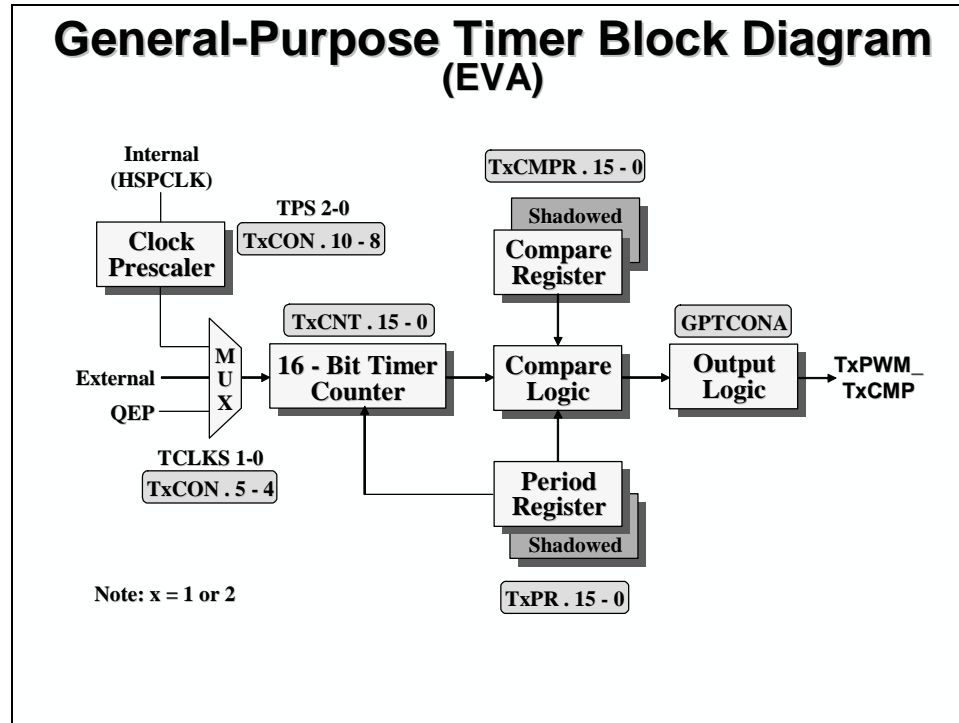 General-Purpose Timer Block Diagram
(EVA)
Internal
(HSPCLK)
TxCMPR . 15 - 0
TPS 2-0
TxCON . 10 - 8
Clock
Prescaler
Shadowed
Compare
Register
TxCNT . 15 - 0
GPTCONA
M
U
X
16 - Bit Timer
Counter
Compare
Logic
Output
Logic
TxPWM_
TxCMP
External
QEP
TCLKS 1-0
TxCON . 5 - 4
Period
Register
Shadowed
TxPR . 15 - 0
Note: x = 1 or 2